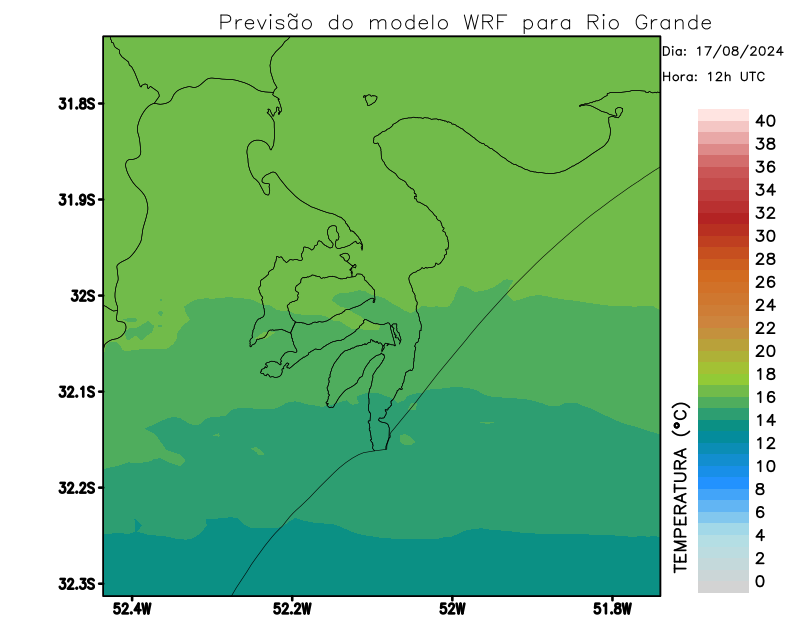 Previsão do modelo WRF para Rio Grande
Dia: 17/08/2024
Hora: 12h UTC
31.8S
31.9S
32S
32.1S
32.2S
32.3S
52.4W
52.2W
52W
51.8W
TEMPERATURA (°C)
40
38
36
34
32
30
28
26
24
22
20
18
16
14
12
10
8
6
4
2
0